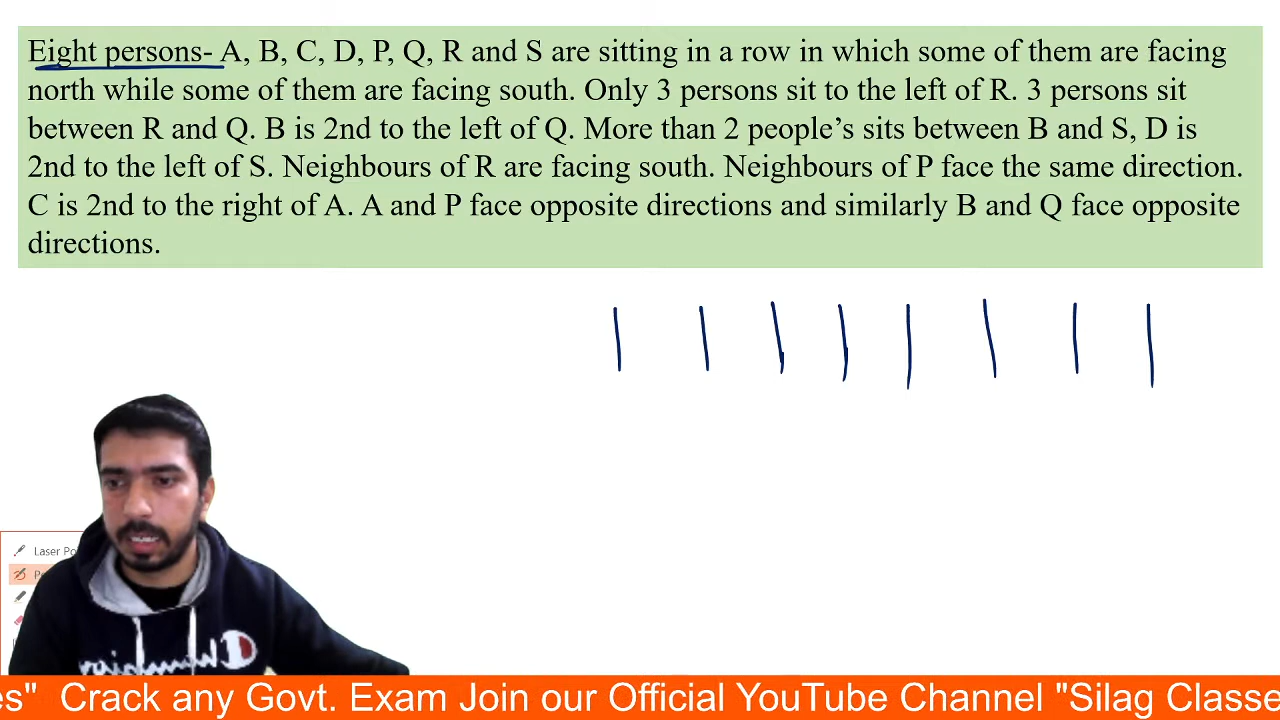 Eight persons- A, B, C, D, P, Q, R and S are sitting in a row in which some of them are facing
north while some of them are facing south. Only 3 persons sit to the left of R. 3 persons sit
between R and Q. B is 2nd to the left of Q. More than 2 people’s sits between B and S, D is
2nd to the left of S. Neighbours of R are facing south. Neighbours of P face the same direction.
C is 2nd to the right of A. A and P face opposite directions and similarly B and Q face opposite
directions.
Laser Po
Crack any Govt. Exam Join our Official YouTube Channel "Silag Classe